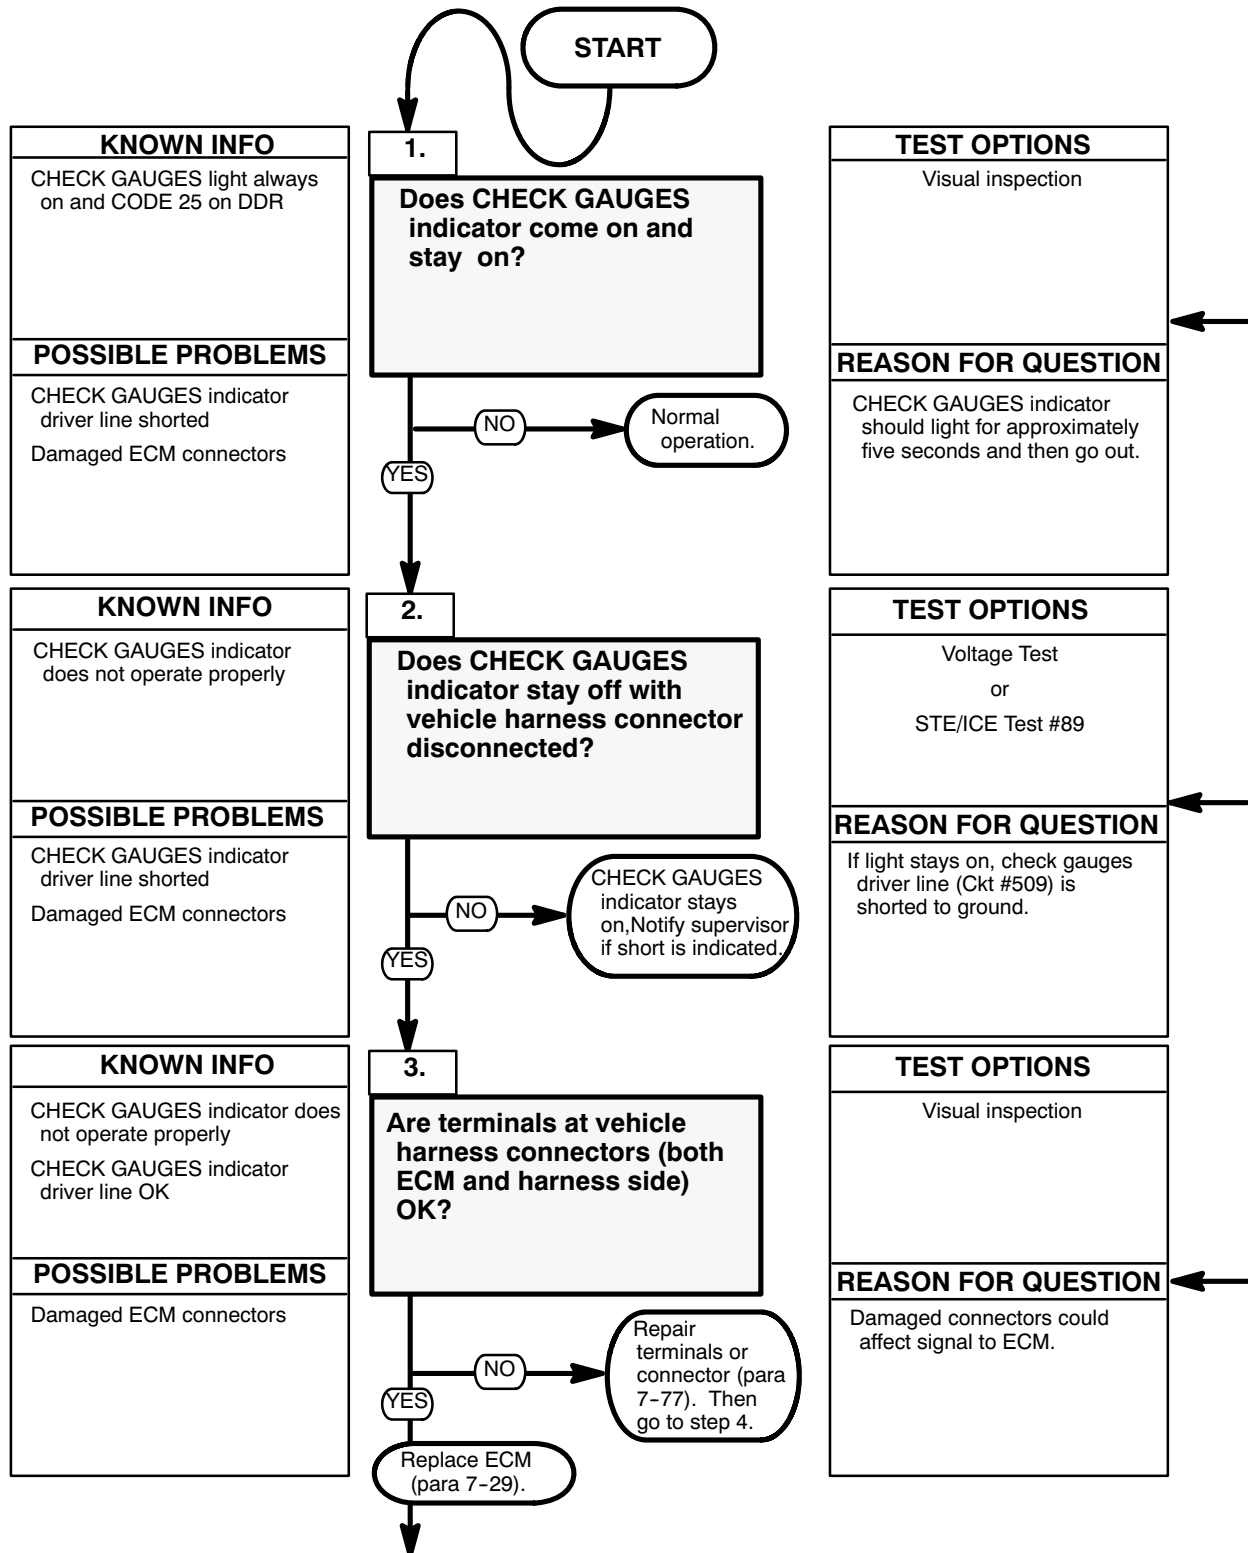 START
KNOWN INFO
CHECK GAUGES light always
on and CODE 25 on DDR
POSSIBLE PROBLEMS
CHECK GAUGES indicator
driver line shorted
Damaged ECM connectors
1.
Does CHECK GAUGES
indicator come on and
stay on?
NO
Normal
operation.
YES
TEST OPTIONS
Visual inspection
REASON FOR QUESTION
CHECK GAUGES indicator
should light for approximately
five seconds and then go out.
KNOWN INFO
CHECK GAUGES indicator
does not operate properly
POSSIBLE PROBLEMS
CHECK GAUGES indicator
driver line shorted
Damaged ECM connectors
2.
Does CHECK GAUGES
indicator stay off with
vehicle harness connector
disconnected?
NO
CHECK GAUGES
indicator stays
on,Notify supervisor
if short is indicated.
YES
TEST OPTIONS
Voltage Test
or
STE/ICE Test #89
REASON FOR QUESTION
If light stays on, check gauges
driver line (Ckt #509) is
shorted to ground.
KNOWN INFO
CHECK GAUGES indicator does
not operate properly
CHECK GAUGES indicator
driver line OK
POSSIBLE PROBLEMS
Damaged ECM connectors
3.
Are terminals at vehicle
harness connectors (both
ECM and harness side)
OK?
NO
Repair
terminals or
connector (para
7-77). Then
go to step 4.
YES
Replace ECM
(para 7-29).
TEST OPTIONS
Visual inspection
REASON FOR QUESTION
Damaged connectors could
affect signal to ECM.